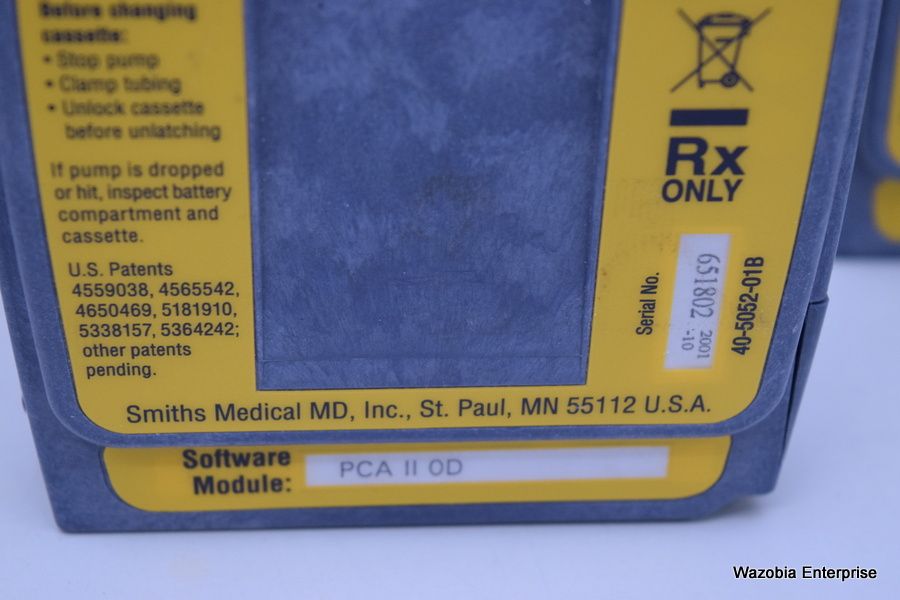 Before changing
cassette:
• Stop pump
• Clamp tubing
• Unlock cassette
before unlatching
If pump is dropped
or hit, inspect battery
compartment and
cassette.
U.S. Patents
4559038, 4565542,
4650469, 5181910,
5338157, 5364242;
other patents
pending.
Rx
ONLY
Serial No.
651802
2001
-10
40-5052-01B
Smiths Medical MD, Inc., St. Paul, MN 55112 U.S.A.
Software
Module:
PCA II 0D
Wazobia Enterprise